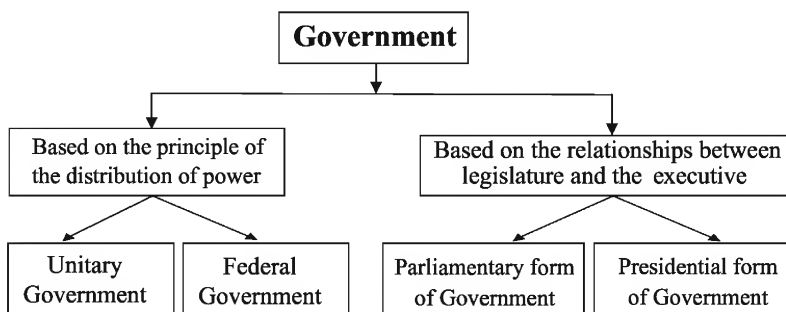 Government
Based on the principle of
the distribution of power
Based on the relationships between
legislature and the executive
Unitary
Government
Federal
Government
Parliamentary form
of Government
Presidential form
of Government